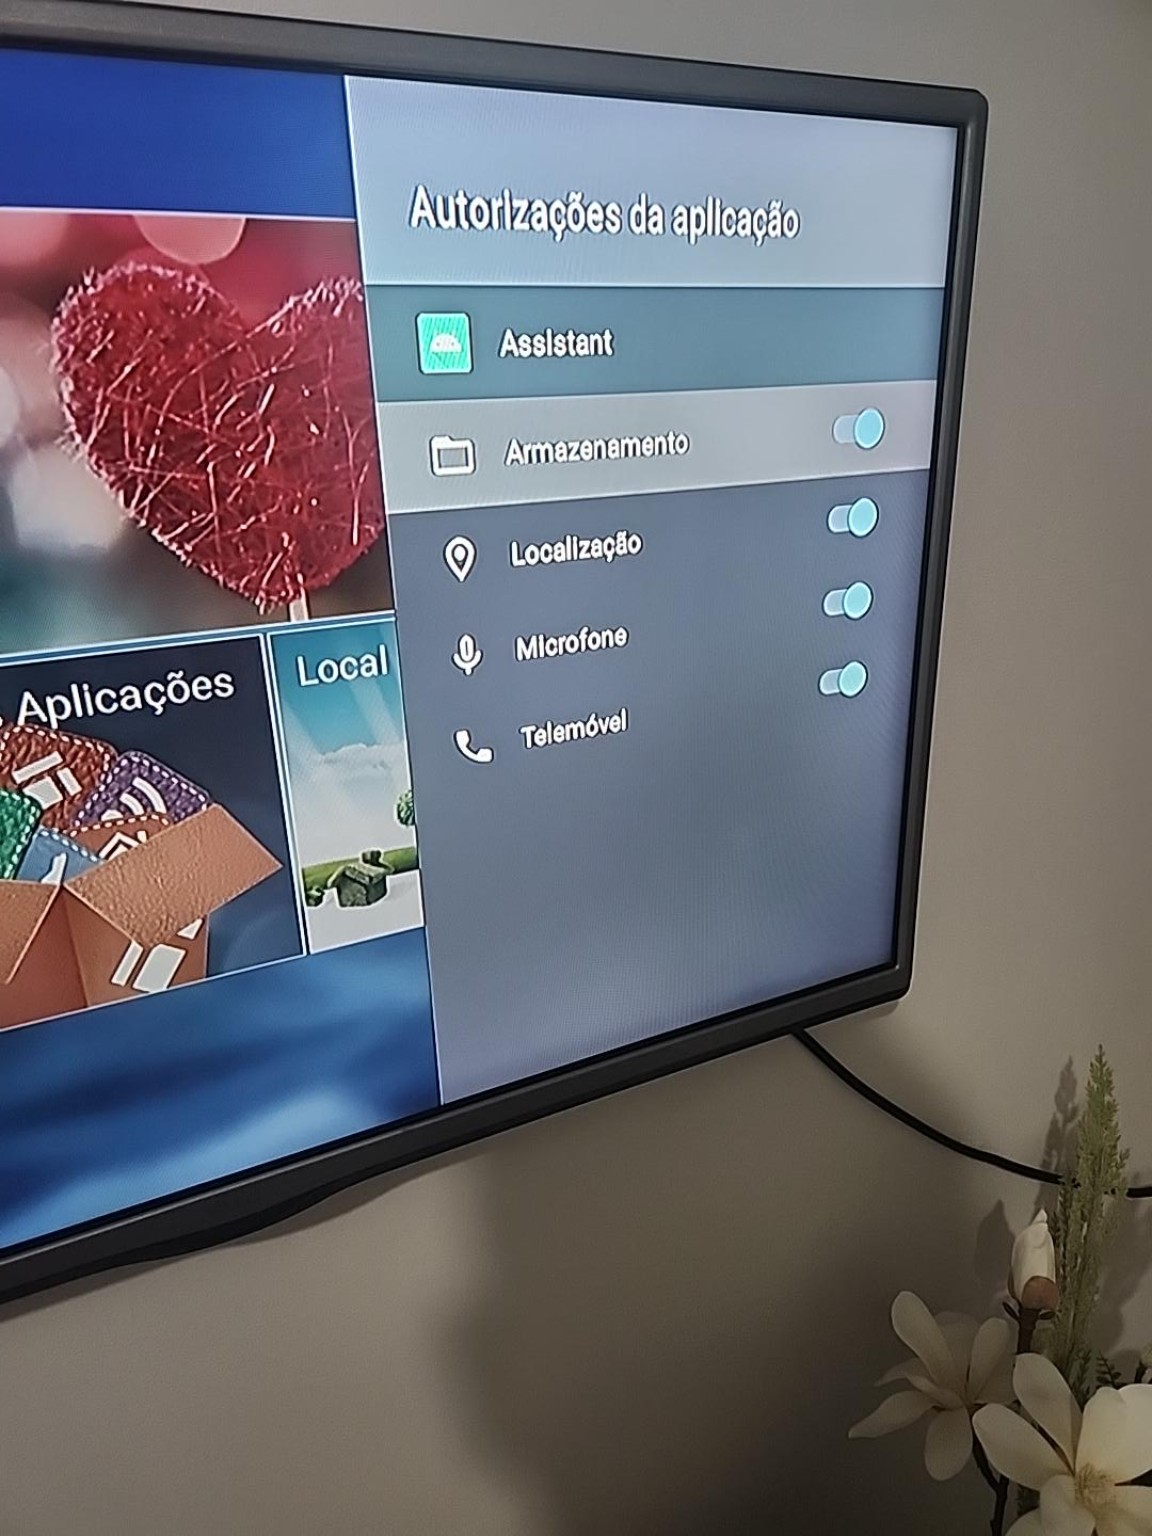 Autorizações da aplicação
Assistant
Armazenamento
Localização
Microfone
Telemóvel
Aplicações
Local